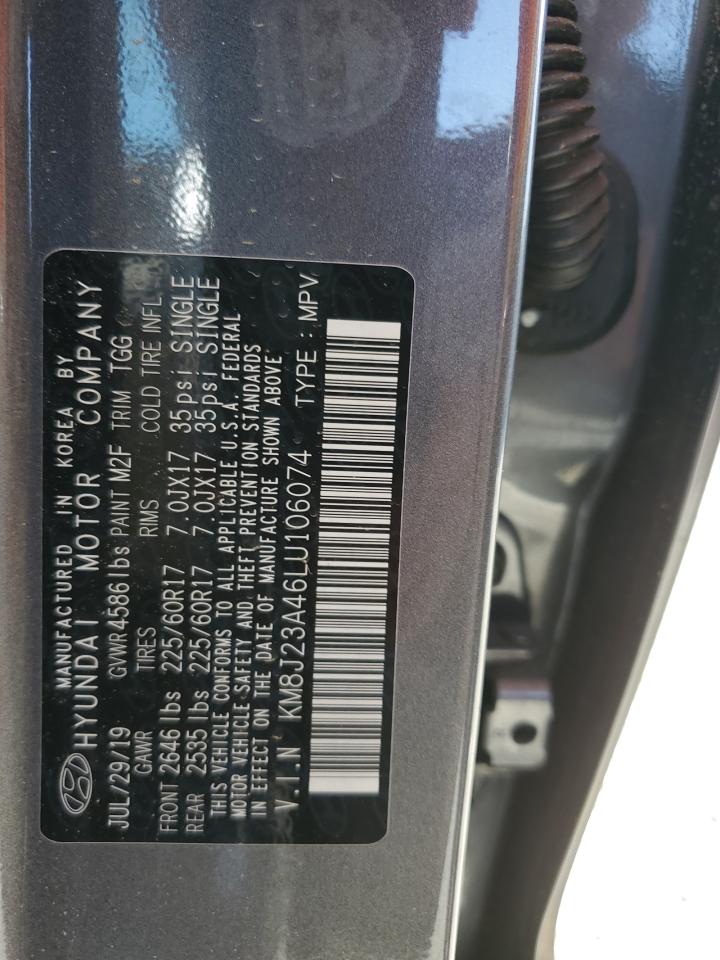 MANUFACTURED IN KOREA BY
HYUNDAI MOTOR COMPANY
JUL/29/19 GVWR 4586 lbs PAINT M2F TRIM TGG
GAWR TIRES RIMS COLD TIRE INFL
FRONT 2646 lbs 225/60R17 7.0JX17 35psi SINGLE
REAR 2535 lbs 225/60R17 7.0JX17 35psi SINGLE
THIS VEHICLE CONFORMS TO ALL APPLICABLE U.S.A. FEDERAL
MOTOR VEHICLE SAFETY AND THEFT PREVENTION STANDARDS
IN EFFECT ON THE DATE OF MANUFACTURE SHOWN ABOVE
V.I.N KM8J23A46LU106074 TYPE : MPV